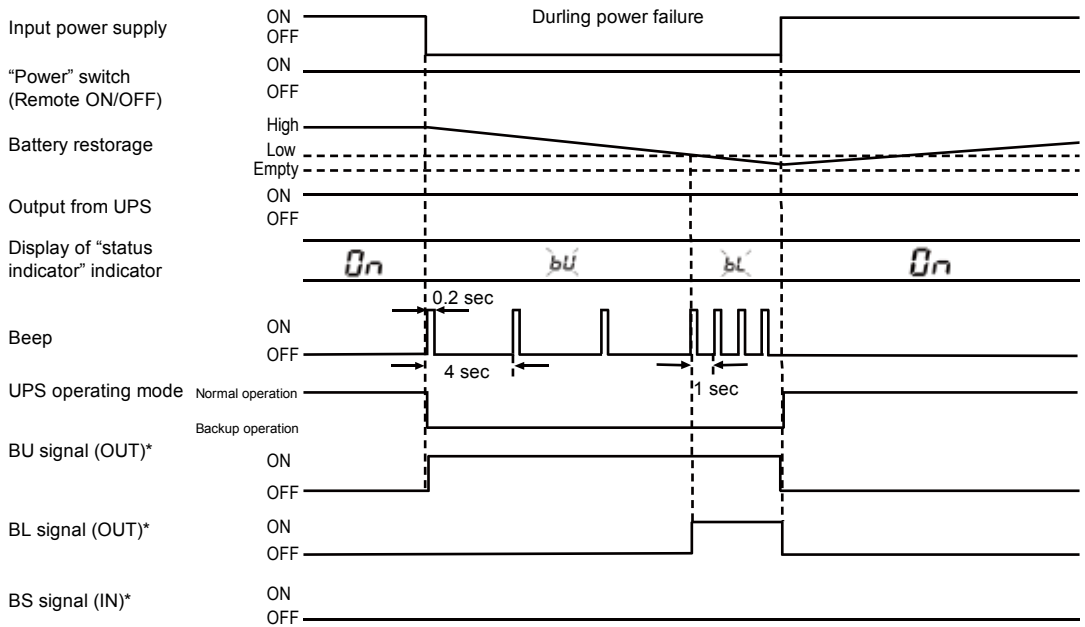 Input power supply
ON
OFF
Durling power failure
"Power" switch
(Remote ON/OFF)
ON
OFF
Battery restorage
High
Low
Empty
Output from UPS
ON
OFF
Display of "status
indicator" indicator
On
bU
bL
On
Beep
ON
OFF
0.2 sec
4 sec
1 sec
UPS operating mode
Normal operation
Backup operation
BU signal (OUT)*
ON
OFF
BL signal (OUT)*
ON
OFF
BS signal (IN)*
ON
OFF